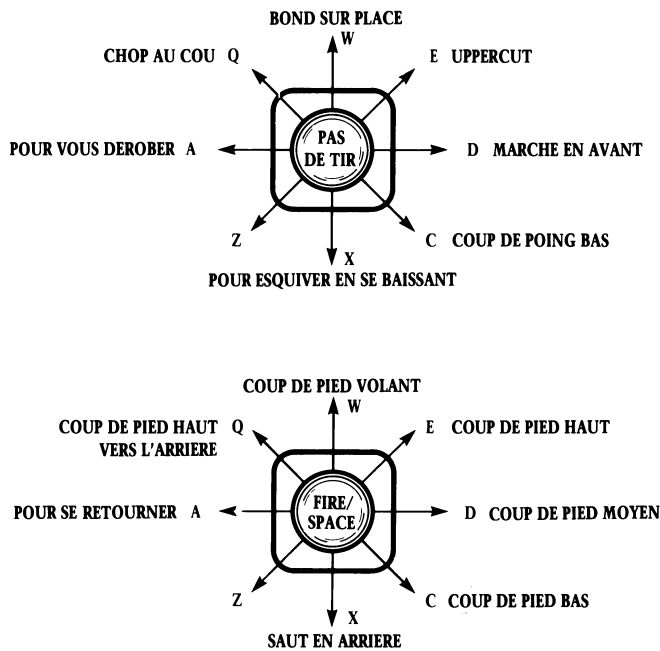 BOND SUR PLACE
W
CHOP AU COU Q
E UPPERCUT
PAS
DE TIR
POUR VOUS DEROBER A
D MARCHE EN AVANT
Z
C COUP DE POING BAS
X
POUR ESQUIVER EN SE BAISSANT
COUP DE PIED VOLANT
W
COUP DE PIED HAUT Q
VERS L'ARRIERE
E COUP DE PIED HAUT
FIRE/
SPACE
POUR SE RETOURNER A
D COUP DE PIED MOYEN
Z
C COUP DE PIED BAS
X
SAUT EN ARRIERE